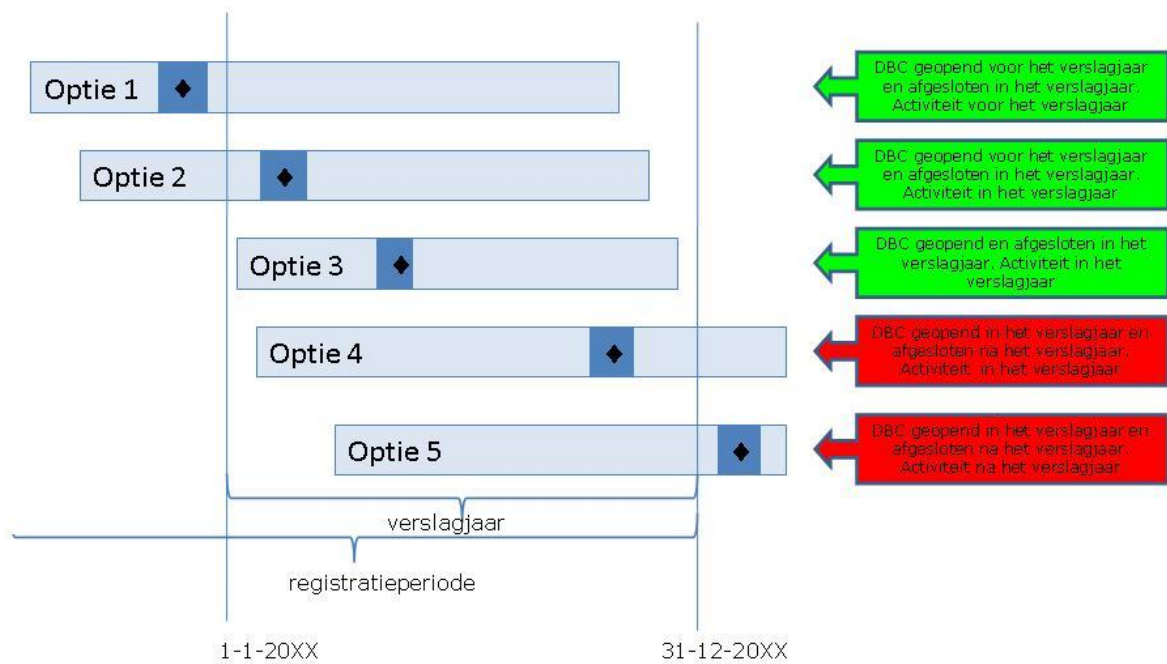 Optie 1
DBC geopend voor het verslagjaar
en afgesloten in het verslagjaar.
Activiteit voor het verslagjaar
Optie 2
DBC geopend voor het verslagjaar
en afgesloten in het verslagjaar.
Activiteit in het verslagjaar
Optie 3
DBC geopend en afgesloten in het
verslagjaar. Activiteit in het
verslagjaar
Optie 4
DBC geopend in het verslagjaar en
afgesloten na het verslagjaar.
Activiteit in het verslagjaar
Optie 5
DBC geopend in het verslagjaar en
afgesloten na het verslagjaar.
Activiteit na het verslagjaar
verslagjaar
registratieperiode
1-1-20XX
31-12-20XX